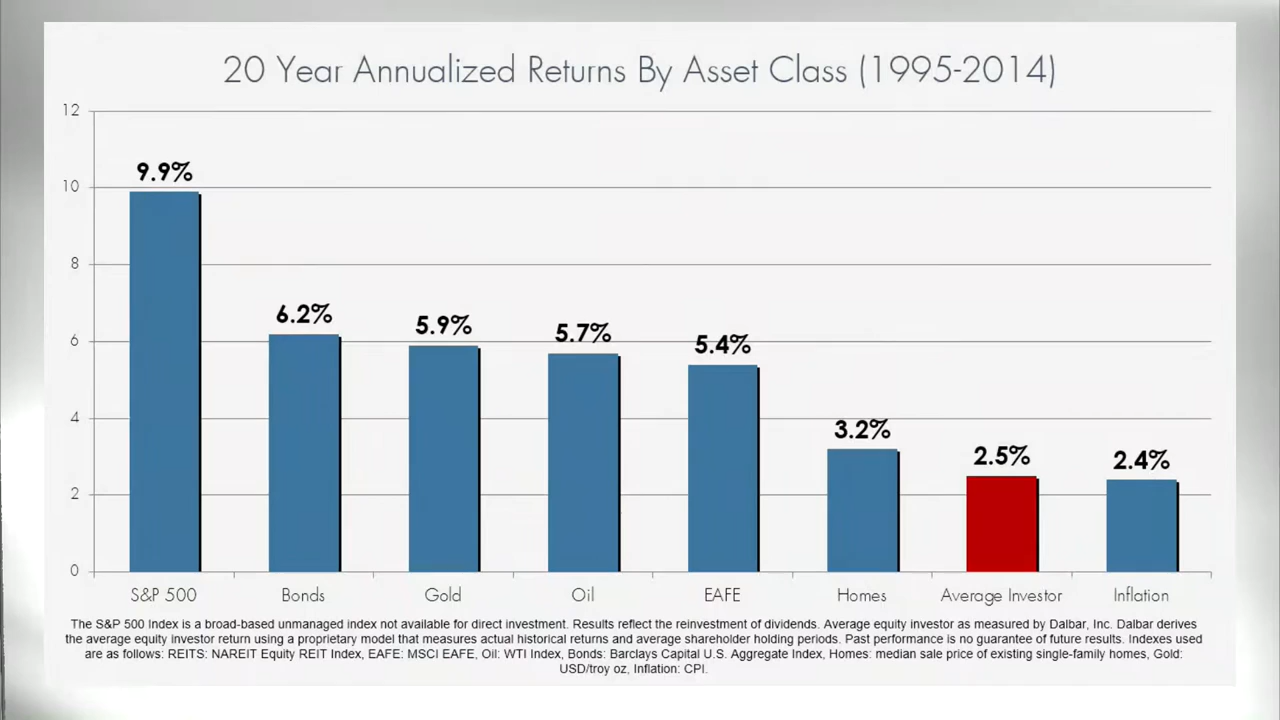 20 Year Annualized Returns By Asset Class (1995-2014)
12
10
8
6
4
2
0
9.9%
6.2%
5.9%
5.7%
5.4%
3.2%
2.5%
2.4%
S&P 500
Bonds
Gold
Oil
EAFE
Homes
Average Investor
Inflation
The S&P 500 Index is a broad-based unmanaged index not available for direct investment. Results reflect the reinvestment of dividends. Average equity investor as measured by Dalbar, Inc. Dalbar derives
the average equity investor return using a proprietary model that measures actual historical returns and average shareholder holding periods. Past performance is no guarantee of future results. Indexes used
are as follows: REITS: NAREIT Equity REIT Index, EAFE: MSCI EAFE, Oil: WTI Index, Bonds: Barclays Capital U.S. Aggregate Index, Homes: median sale price of existing single-family homes, Gold:
USD/troy oz, Inflation: CPI.